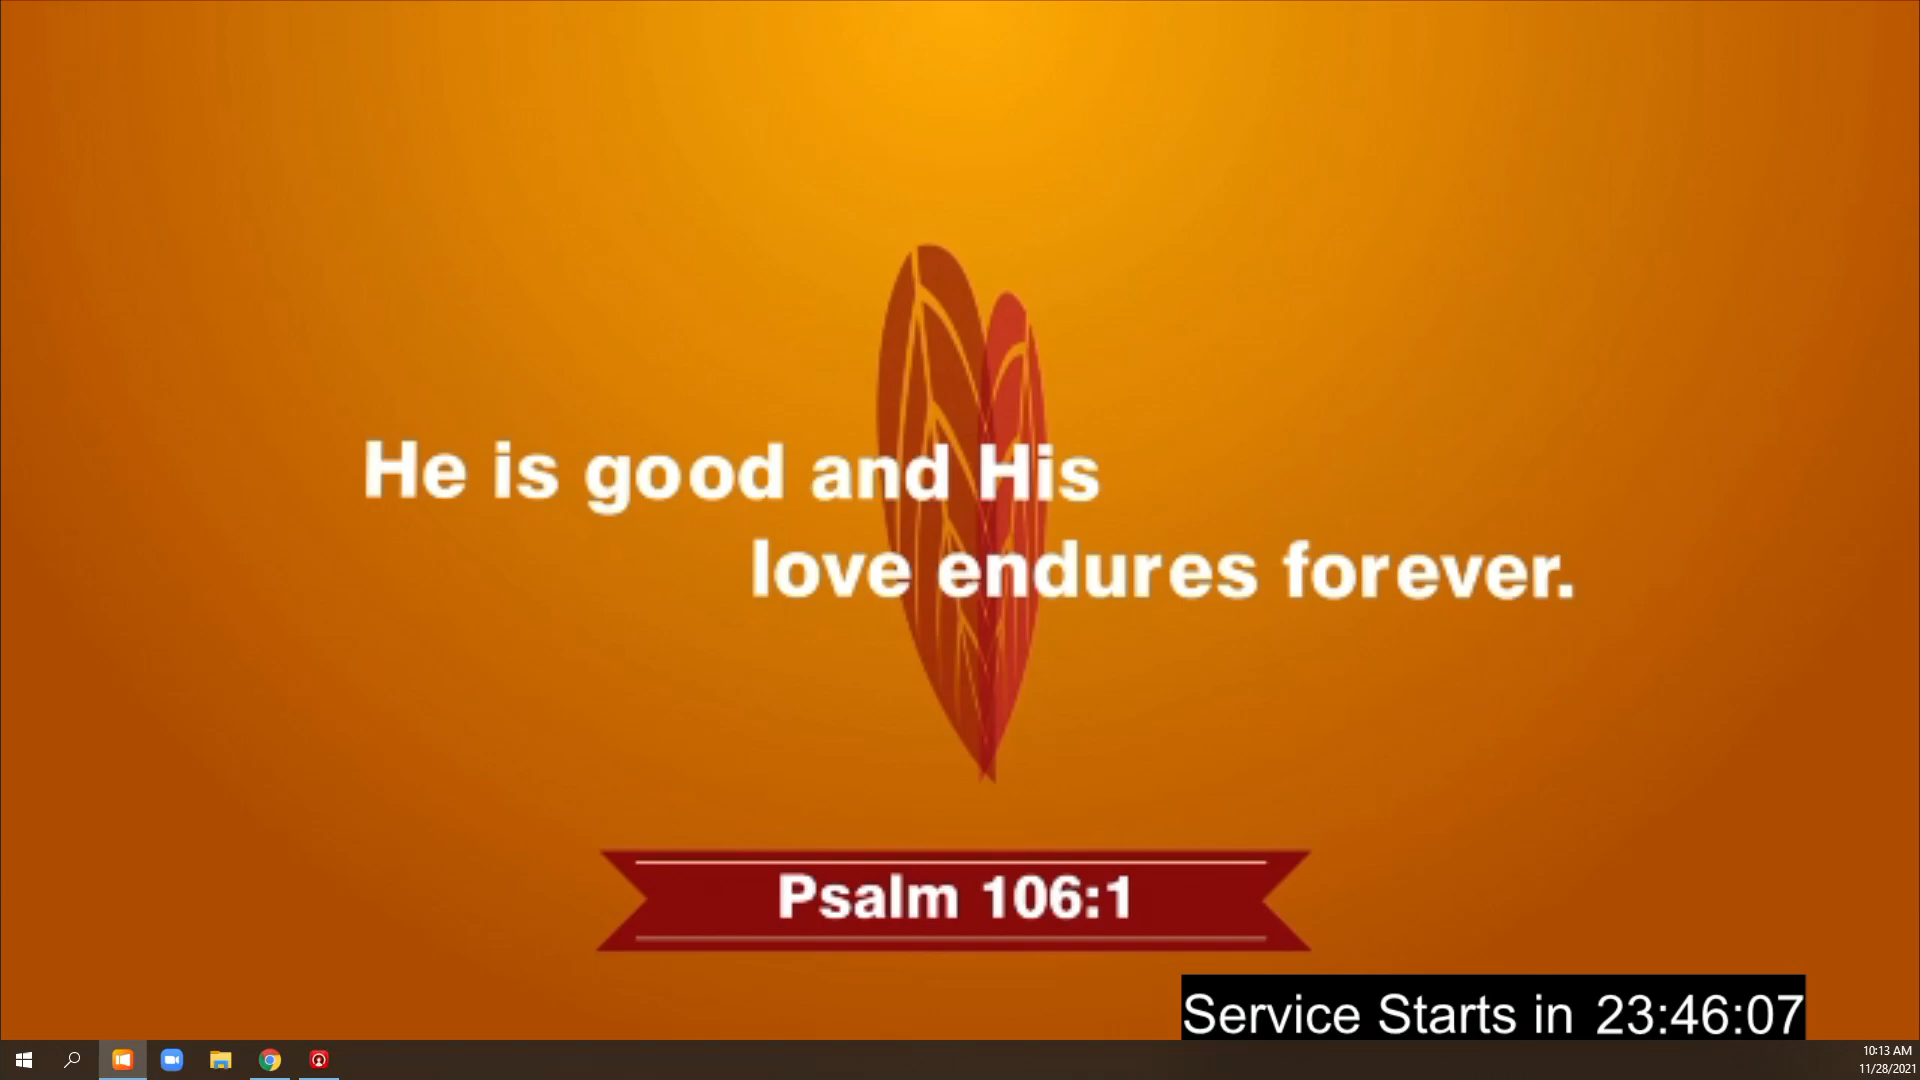 He is good and His
love endures forever.
Psalm 106:1
Service Starts in 23:46:07
10:13 AM
11/28/2021